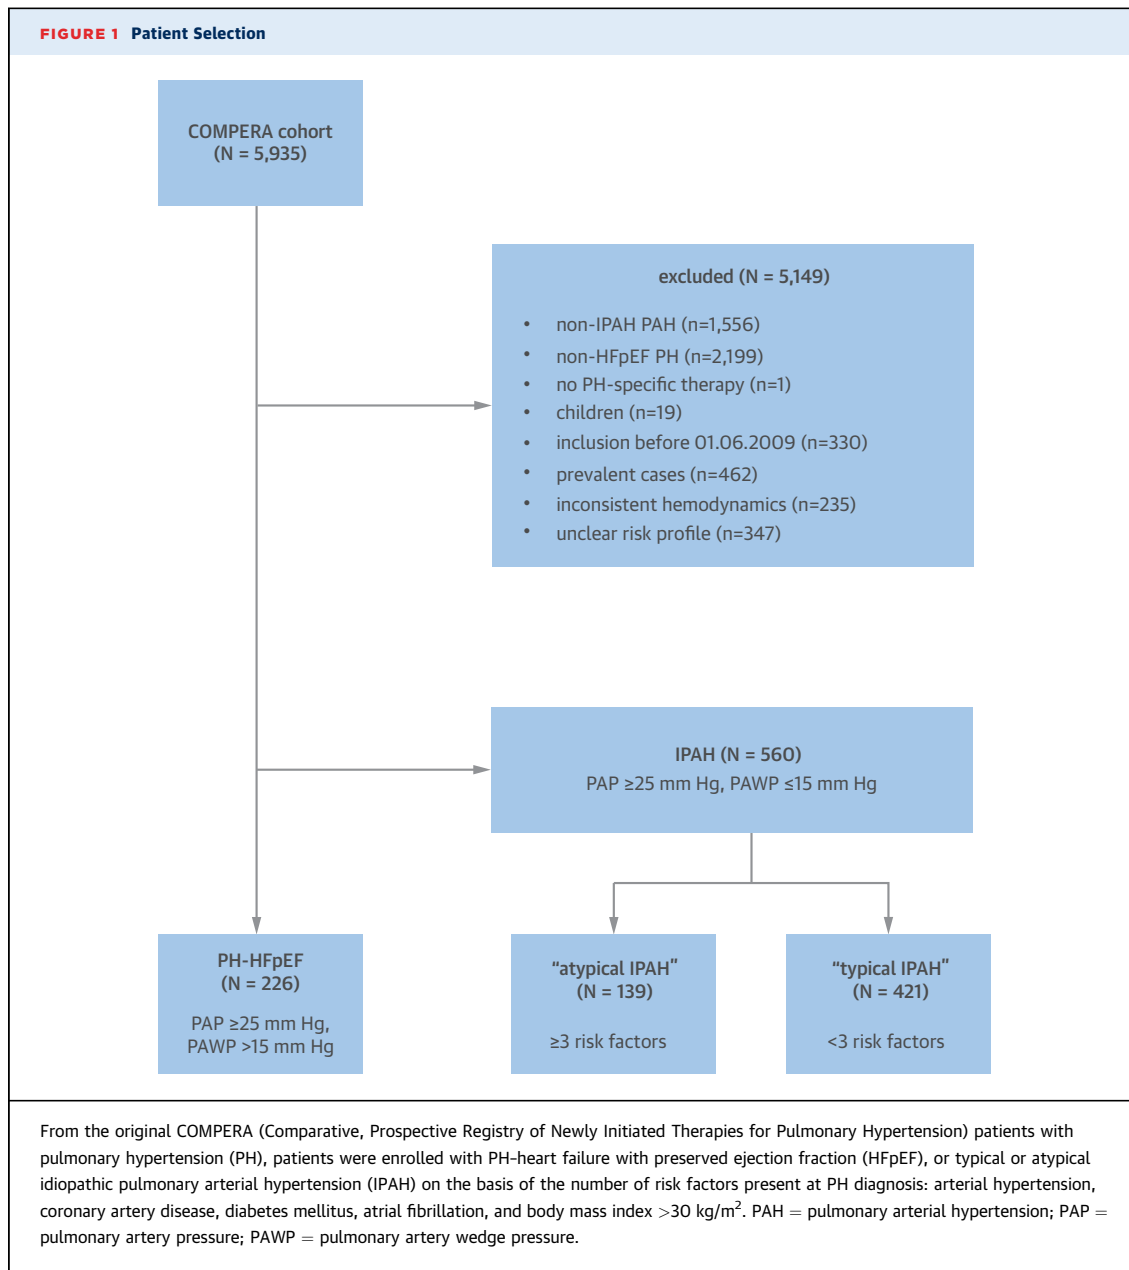 FIGURE 1 Patient Selection
COMPERA cohort
(N = 5,935)
excluded (N = 5,149)
• non-IPAH PAH (n=1,556)
• non-HFpEF PH (n=2,199)
• no PH-specific therapy (n=1)
• children (n=19)
• inclusion before 01.06.2009 (n=330)
• prevalent cases (n=462)
• inconsistent hemodynamics (n=235)
• unclear risk profile (n=347)
IPAH (N = 560)
PAP ≥25 mm Hg, PAWP ≤15 mm Hg
PH-HFpEF
(N = 226)
PAP ≥25 mm Hg,
PAWP >15 mm Hg
“atypical IPAH”
(N = 139)
≥3 risk factors
“typical IPAH”
(N = 421)
<3 risk factors
From the original COMPERA (Comparative, Prospective Registry of Newly Initiated Therapies for Pulmonary Hypertension) patients with
pulmonary hypertension (PH), patients were enrolled with PH-heart failure with preserved ejection fraction (HFpEF), or typical or atypical
idiopathic pulmonary arterial hypertension (IPAH) on the basis of the number of risk factors present at PH diagnosis: arterial hypertension,
coronary artery disease, diabetes mellitus, atrial fibrillation, and body mass index >30 kg/m². PAH = pulmonary arterial hypertension; PAP =
pulmonary artery pressure; PAWP = pulmonary artery wedge pressure.